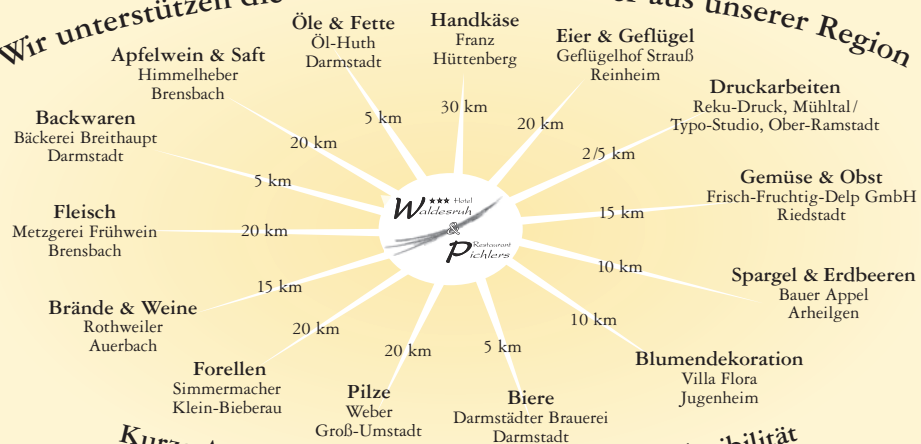 Wir unterstützen die
aus unserer Region
Öle & Fette
Öl-Huth
Darmstadt
5 km
Handkäse
Franz
Hüttenberg
30 km
Eier & Geflügel
Geflügelhof Strauß
Reinheim
20 km
Druckarbeiten
Reku-Druck, Mühltal/
Typo-Studio, Ober-Ramstadt
2/5 km
Gemüse & Obst
Frisch-Fruchtig-Delp GmbH
Riedstadt
15 km
Spargel & Erdbeeren
Bauer Appel
Arheilgen
10 km
Blumendekoration
Villa Flora
Jugenheim
10 km
Biere
Darmstädter Brauerei
Darmstadt
5 km
Pilze
Weber
Groß-Umstadt
20 km
Forellen
Simmermacher
Klein-Bieberau
20 km
Brände & Weine
Rothweiler
Auerbach
15 km
Fleisch
Metzgerei Frühwein
Brensbach
20 km
Backwaren
Bäckerei Breithaupt
Darmstadt
5 km
Apfelwein & Saft
Himmelheber
Brensbach
20 km
*** Hotel
Waldesruh
&
Restaurant
Pichlers